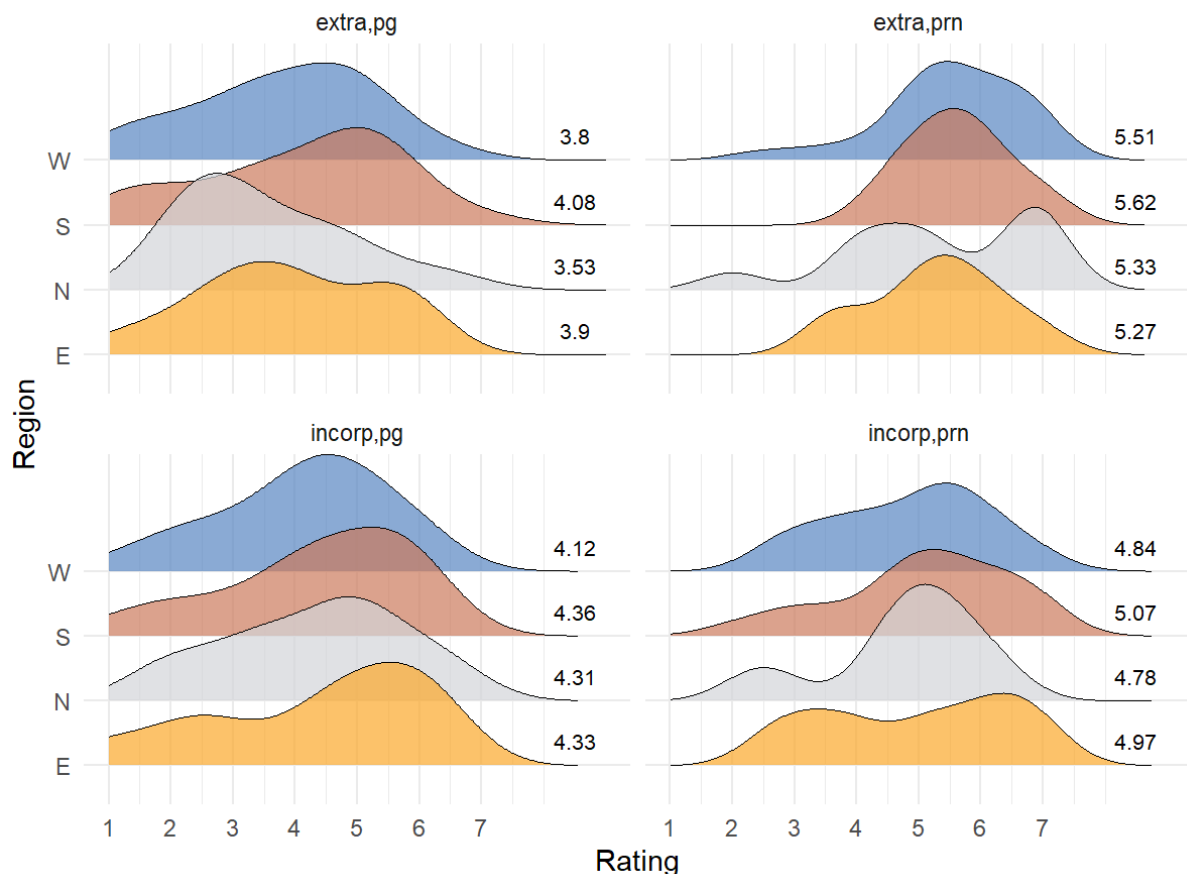 extra,pg
extra,prn
W
3.8
5.51
S
4.08
5.62
N
3.53
5.33
E
3.9
5.27
Region
incorp,pg
incorp,prn
W
4.12
4.84
S
4.36
5.07
N
4.31
4.78
E
4.33
4.97
1 2 3 4 5 6 7
1 2 3 4 5 6 7
Rating